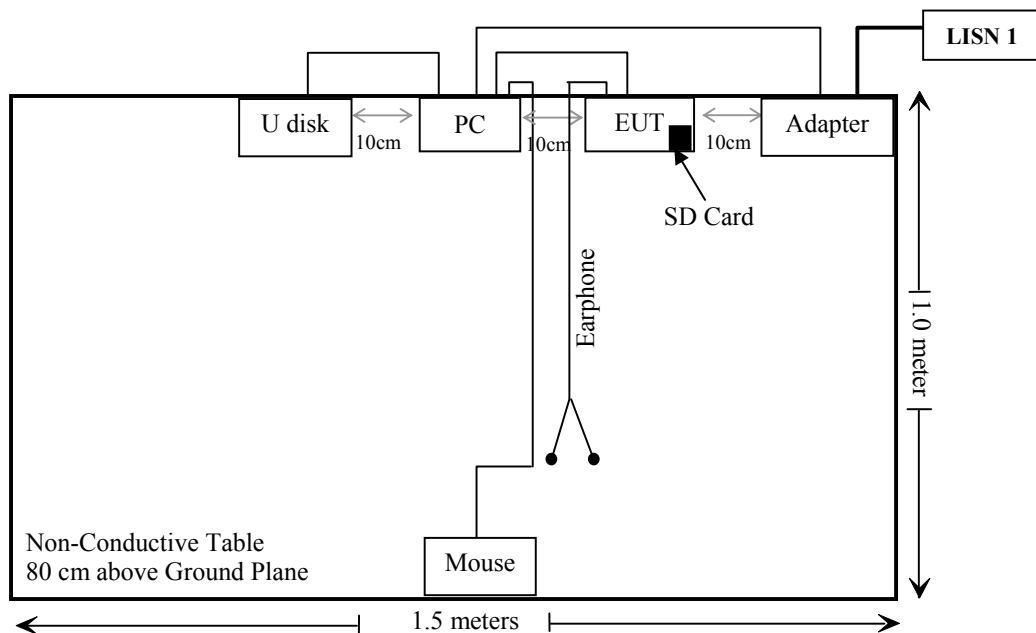 LISN 1
U disk
PC
EUT
Adapter
10cm
10cm
10cm
SD Card
Earphone
1.0 meter
Non-Conductive Table
80 cm above Ground Plane
Mouse
1.5 meters